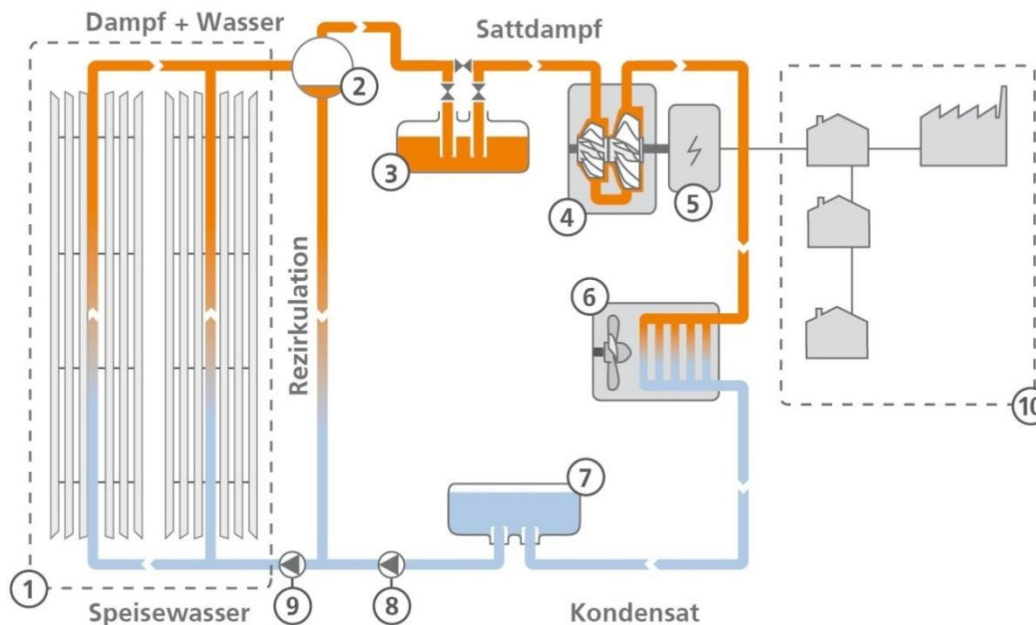 Dampf + Wasser
Sattdampf
2
3
4
5
Rezirkulation
6
10
7
1
9
8
Speisewasser
Kondensat